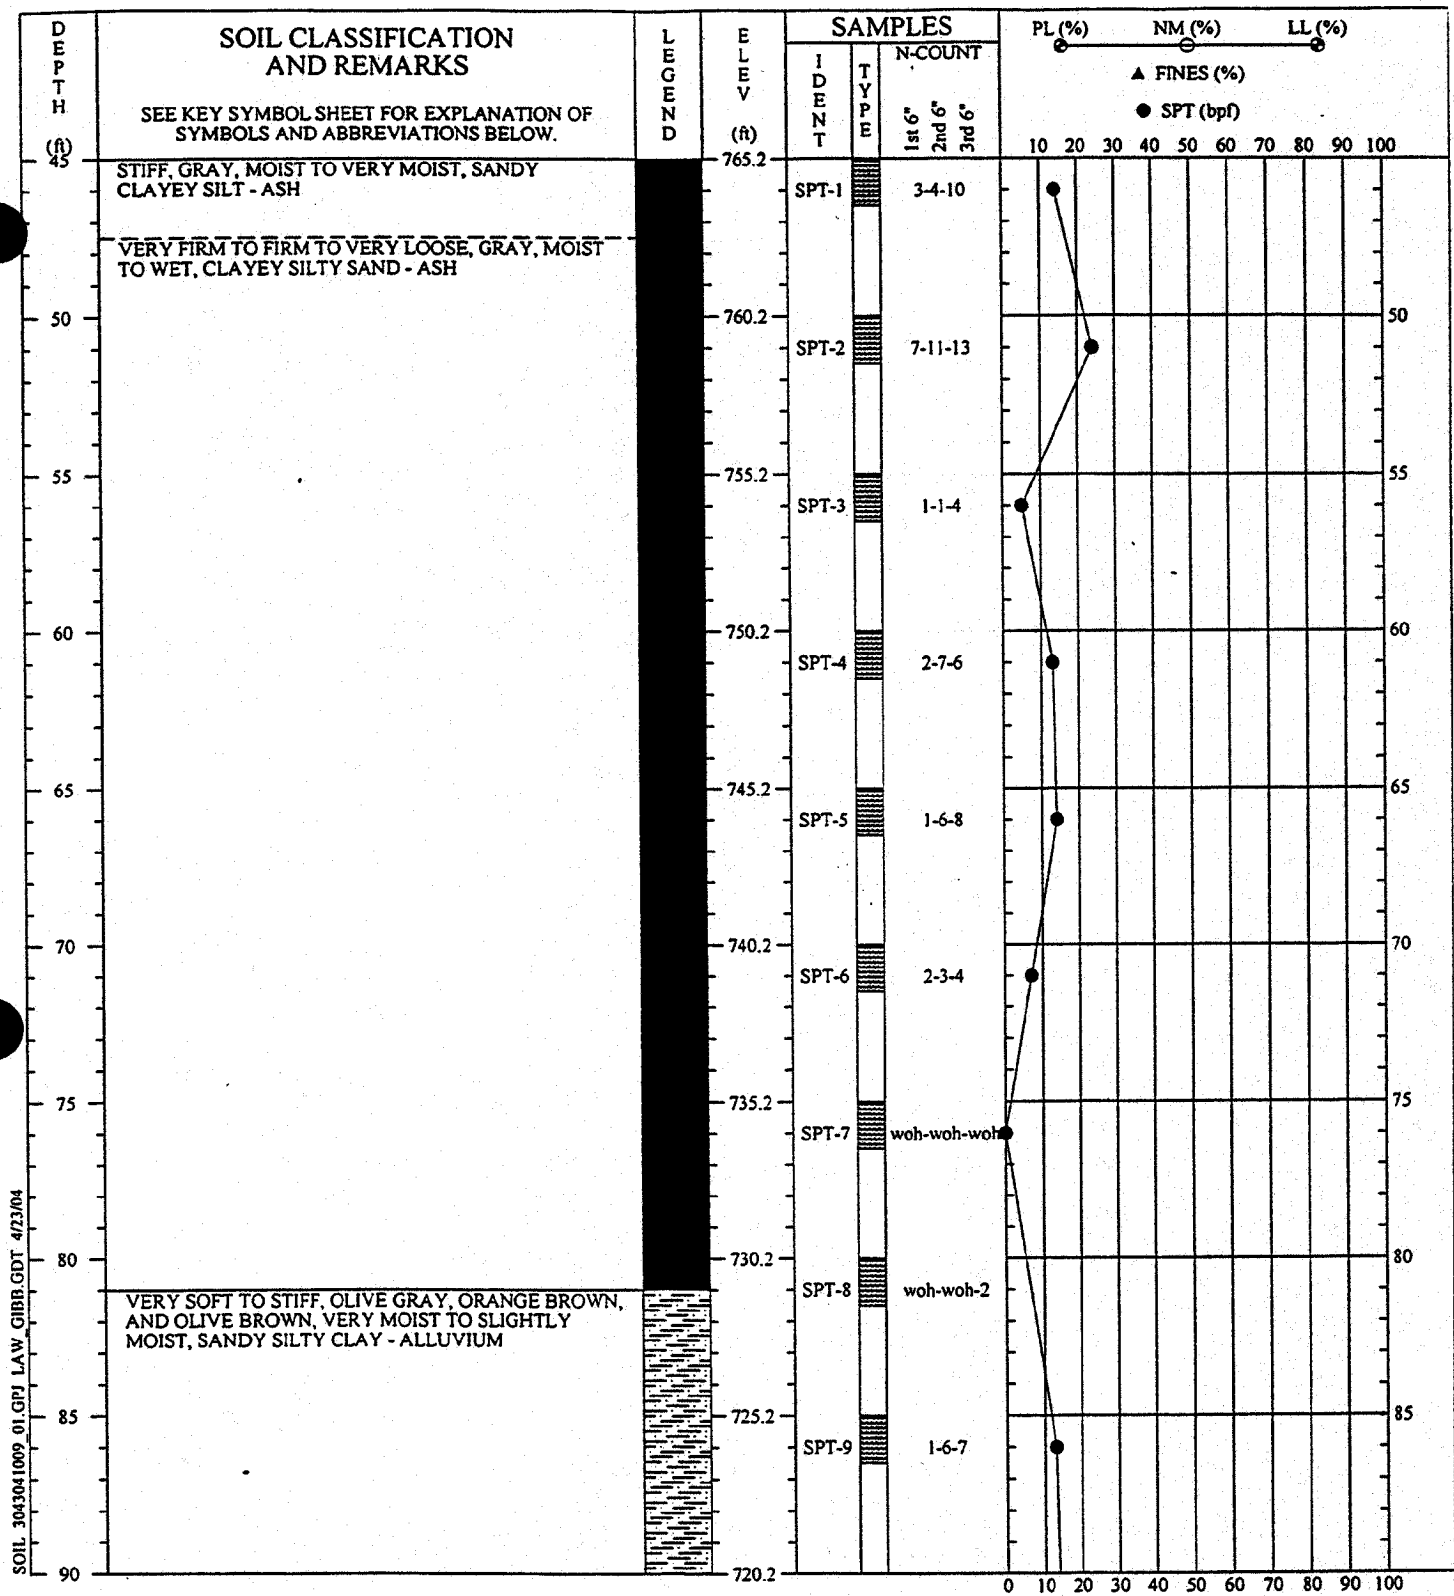 DEPTH (ft)
SOIL CLASSIFICATION
AND REMARKS
SEE KEY SYMBOL SHEET FOR EXPLANATION OF
SYMBOLS AND ABBREVIATIONS BELOW.
LEGEND
ELEV (ft)
SAMPLES
IDENT
TYPE
N-COUNT
1st 6"
2nd 6"
3rd 6"
PL (%) NM (%) LL (%)
▲ FINES (%)
● SPT (bpf)
10 20 30 40 50 60 70 80 90 100
45 765.2
STIFF, GRAY, MOIST TO VERY MOIST, SANDY
CLAYEY SILT - ASH
SPT-1 3-4-10
VERY FIRM TO FIRM TO VERY LOOSE, GRAY, MOIST
TO WET, CLAYEY SILTY SAND - ASH
50 760.2 50
SPT-2 7-11-13
55 755.2 55
SPT-3 1-1-4
60 750.2 60
SPT-4 2-7-6
65 745.2 65
SPT-5 1-6-8
70 740.2 70
SPT-6 2-3-4
75 735.2 75
SPT-7 woh-woh-woh
80 730.2 80
SPT-8 woh-woh-2
VERY SOFT TO STIFF, OLIVE GRAY, ORANGE BROWN,
AND OLIVE BROWN, VERY MOIST TO SLIGHTLY
MOIST, SANDY SILTY CLAY - ALLUVIUM
85 725.2 85
SPT-9 1-6-7
90 720.2
0 10 20 30 40 50 60 70 80 90 100
SOIL 3043041009_01.GPJ LAW_GIBB.GDT 4/23/04